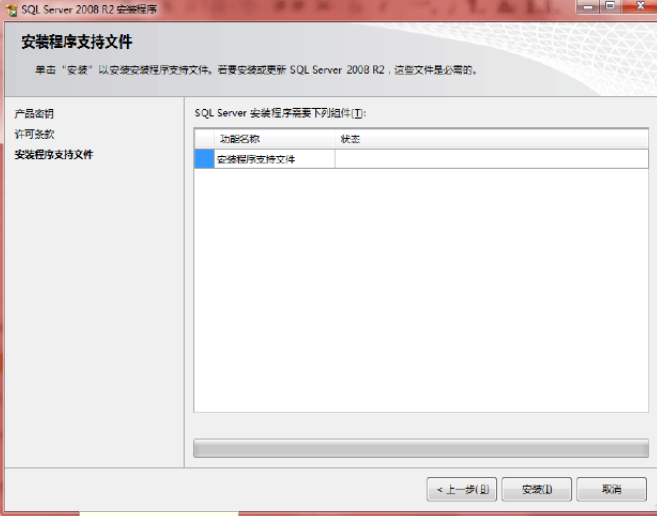 SQL Server 2008 R2 安装程序
安装程序支持文件
单击“安装”以安装安装程序支持文件。若要安装或更新 SQL Server 2008 R2，这些文件是必需的。
产品密钥
许可条款
安装程序支持文件
SQL Server 安装程序需要下列组件(T):
功能名称 状态
安装程序支持文件
< 上一步(B) 安装(I) 取消